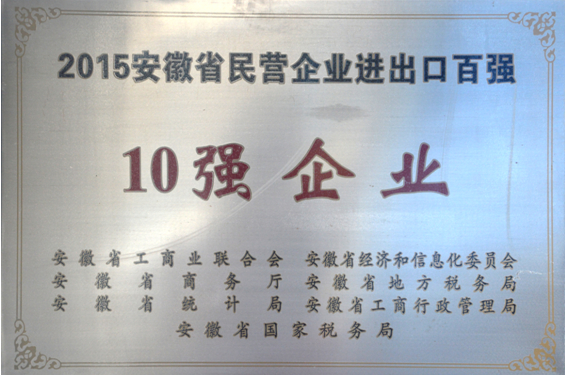 2015安徽省民营企业进出口百强
10强企业
安徽省工商业联合会 安徽省经济和信息化委员会
安徽省商务厅 安徽省地方税务局
安徽省统计局 安徽省工商行政管理局
安徽省国家税务局